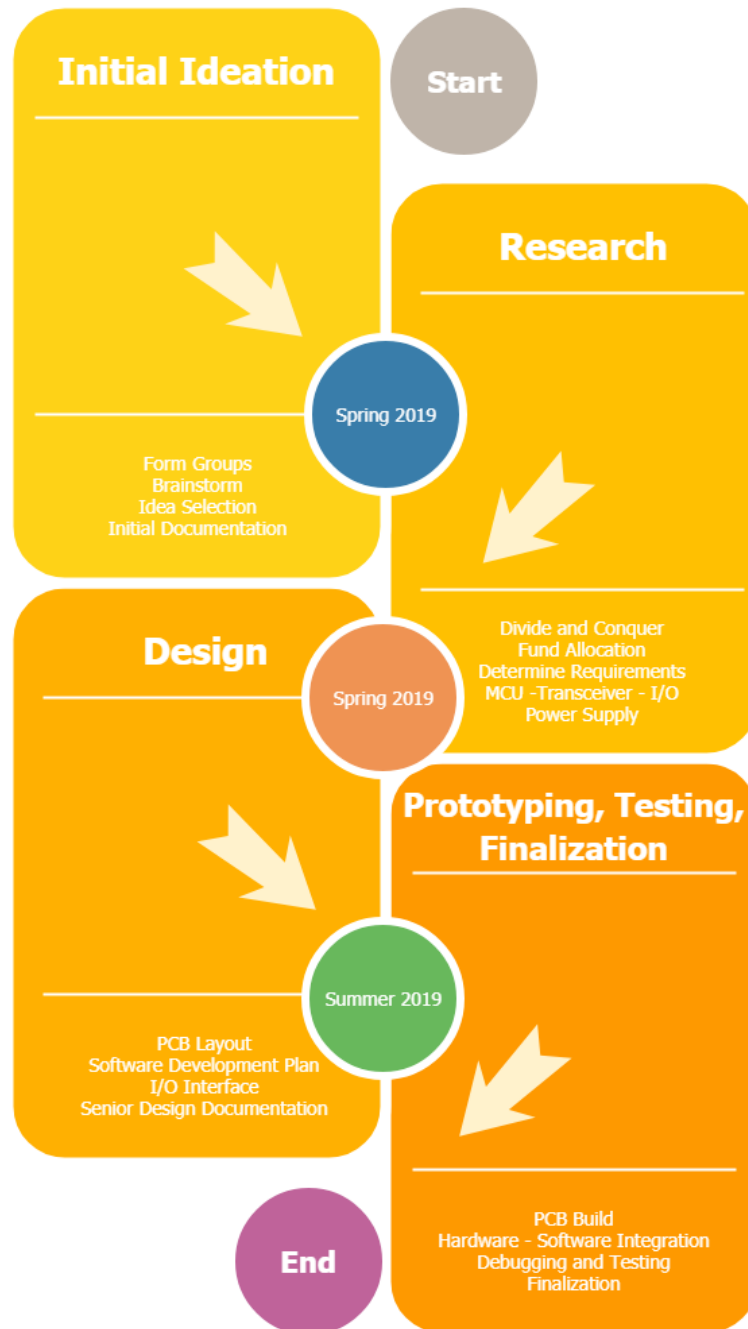 Start
Initial Ideation
Form Groups
Brainstorm
Idea Selection
Initial Documentation
Spring 2019
Research
Divide and Conquer
Fund Allocation
Determine Requirements
MCU -Transceiver - I/O
Power Supply
Spring 2019
Design
PCB Layout
Software Development Plan
I/O Interface
Senior Design Documentation
Summer 2019
Prototyping, Testing,
Finalization
PCB Build
Hardware - Software Integration
Debugging and Testing
Finalization
End